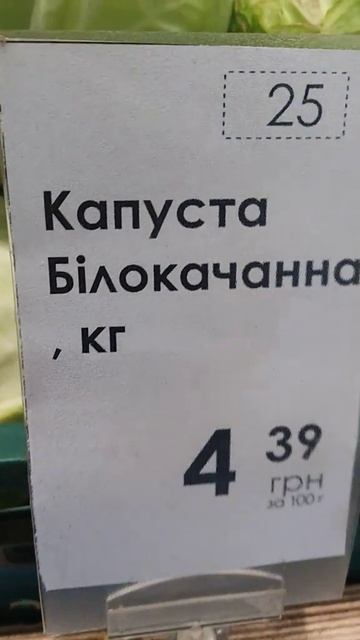 25
Капуста
Білокачанна
, кг
4 39
грн
за 100 г